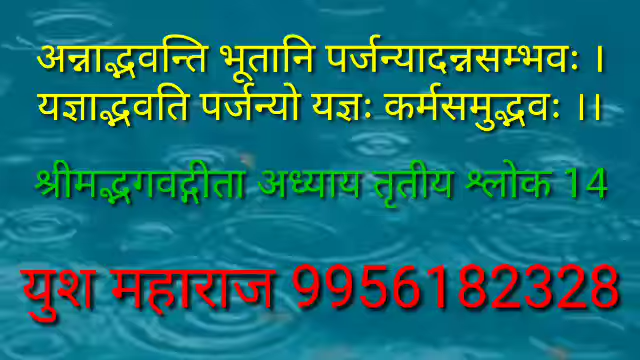 अन्नाद्भवन्ति भूतानि पर्जन्यादन्नसम्भवः ।
यज्ञाद्भवति पर्जन्यो यज्ञः कर्मसमुद्भवः ।।
श्रीमद्भगवद्गीता अध्याय तृतीय श्लोक 14
युश महाराज 9956182328